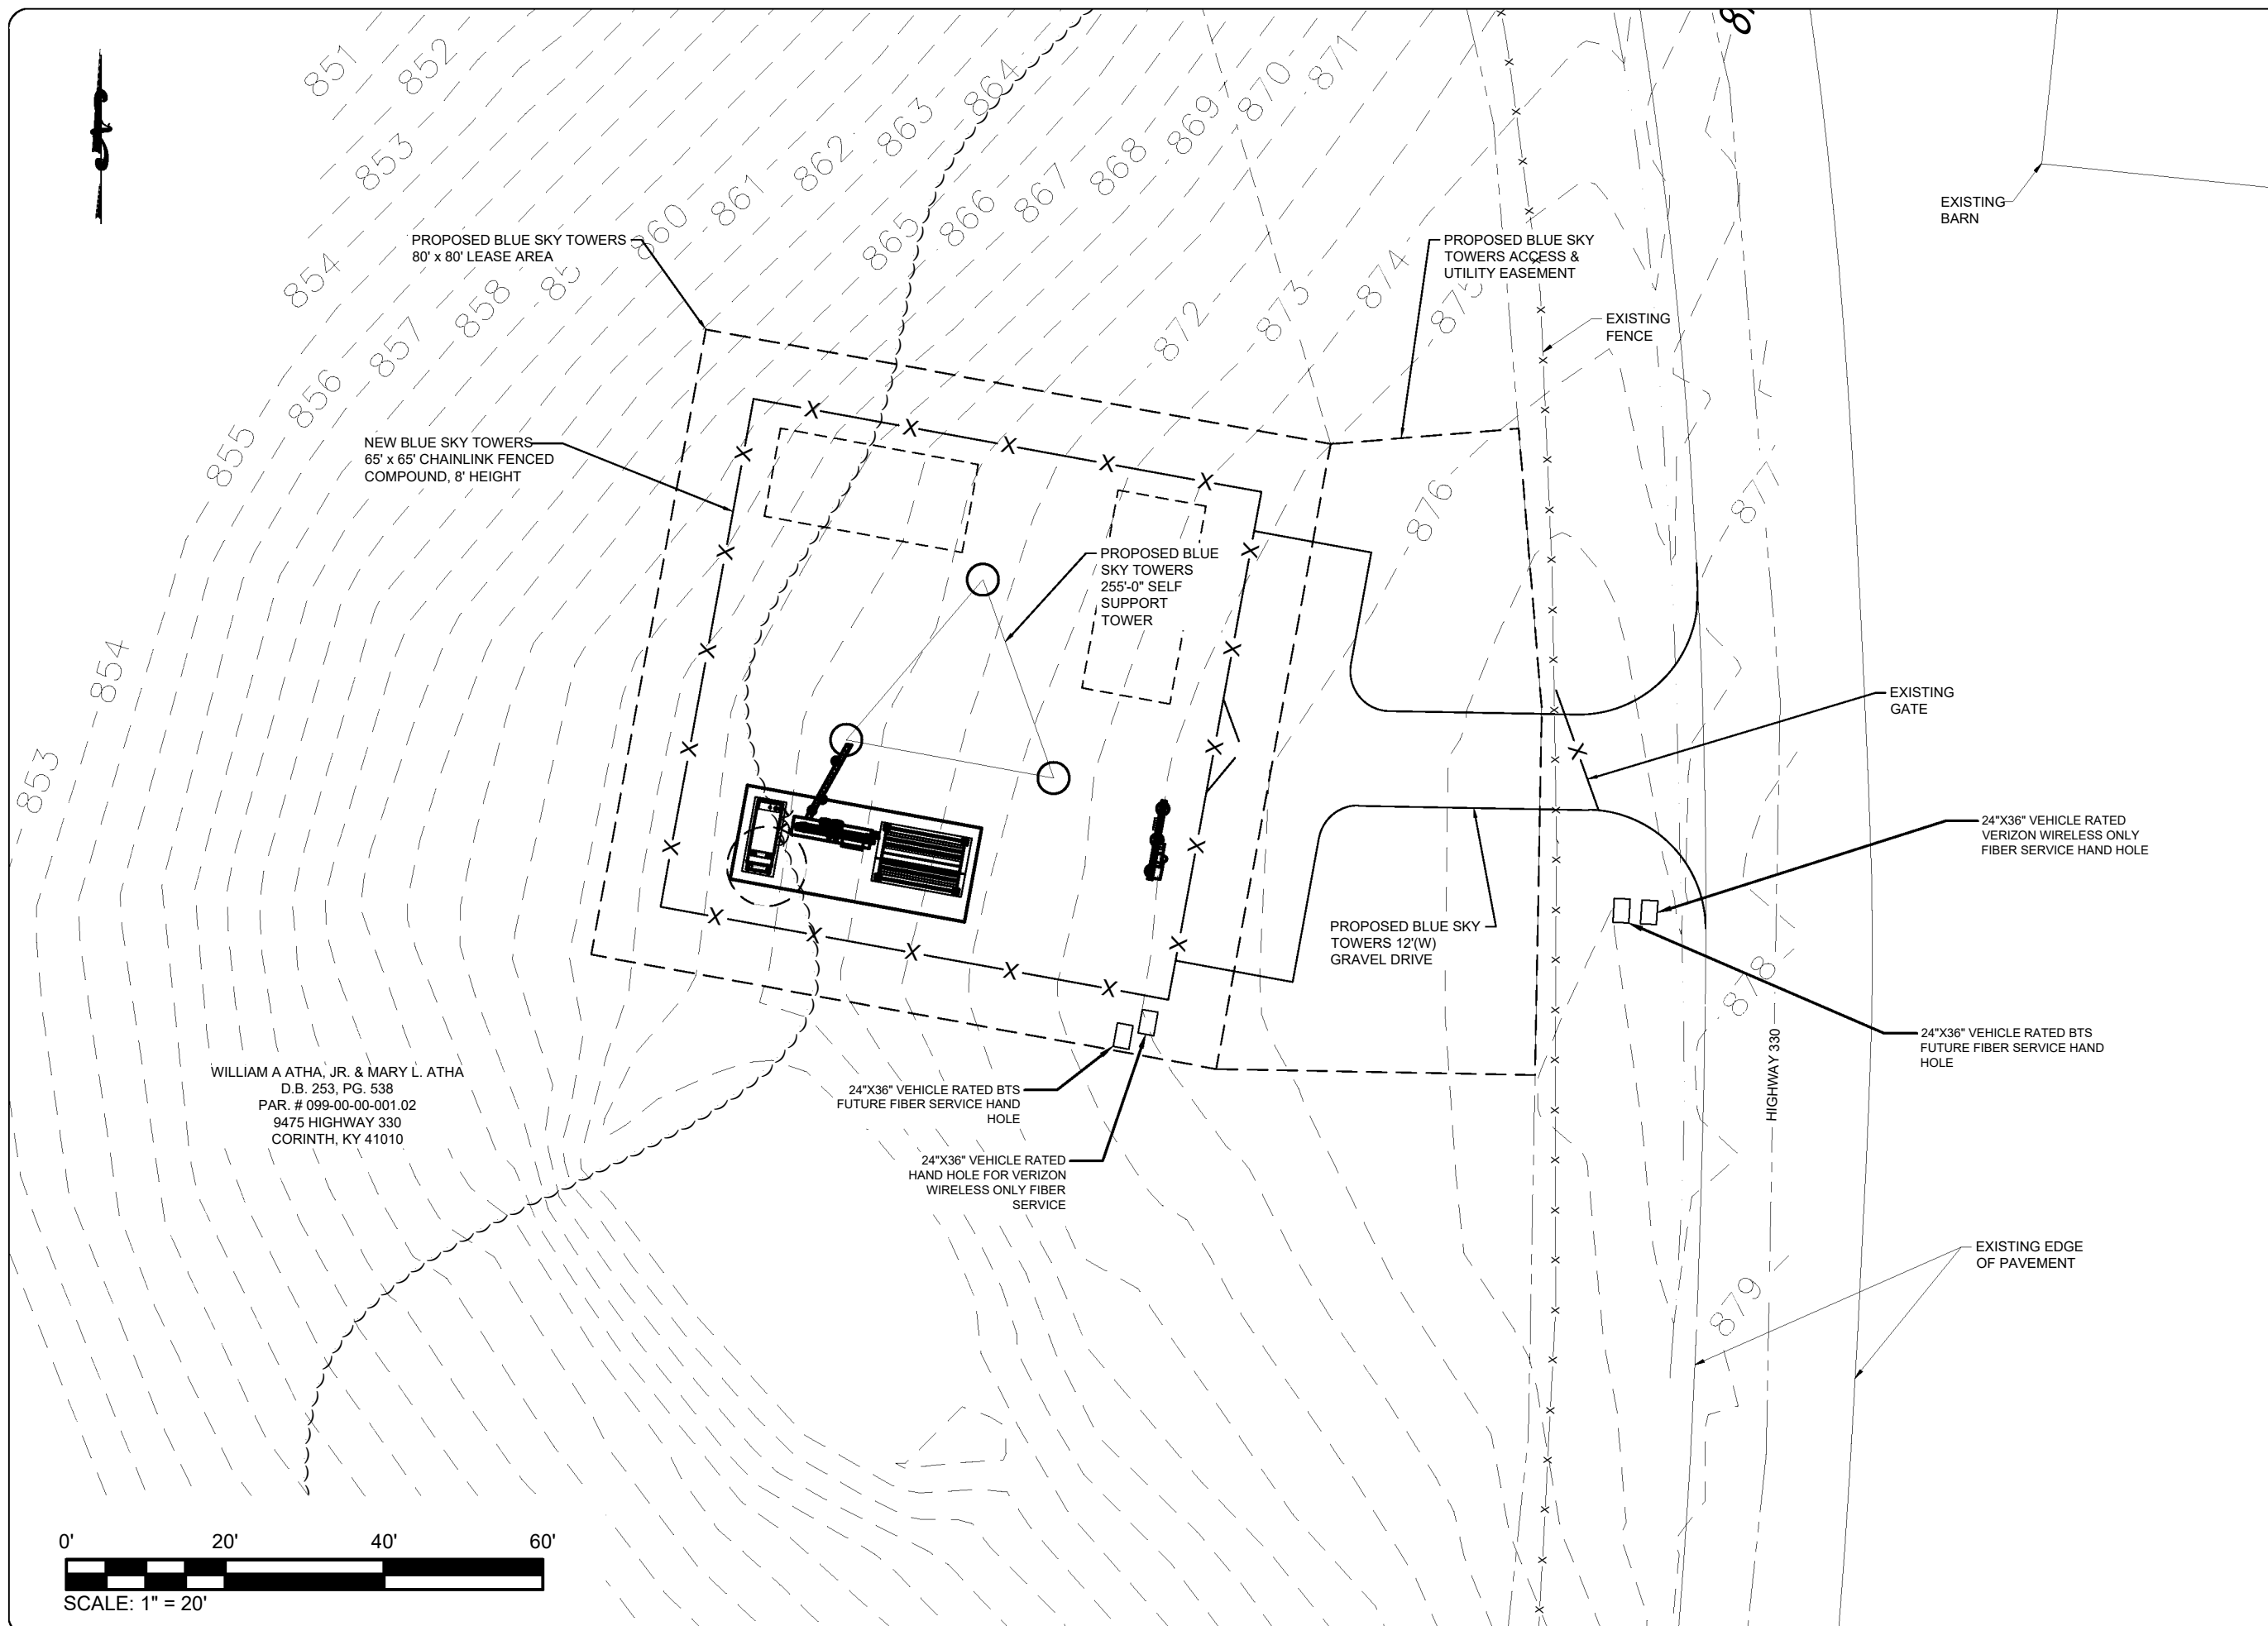 851
852
853
854
855
856
857
858
860
861
862
863
864
865
866
867
868
869
870
871
872
873
874
875
876
877
878
879
854
853
EXISTING
BARN
PROPOSED BLUE SKY TOWERS
80' x 80' LEASE AREA
PROPOSED BLUE SKY
TOWERS ACCESS &
UTILITY EASEMENT
EXISTING
FENCE
NEW BLUE SKY TOWERS
65' x 65' CHAINLINK FENCED
COMPOUND, 8' HEIGHT
PROPOSED BLUE
SKY TOWERS
255'-0" SELF
SUPPORT
TOWER
EXISTING
GATE
24"X36" VEHICLE RATED
VERIZON WIRELESS ONLY
FIBER SERVICE HAND HOLE
PROPOSED BLUE SKY
TOWERS 12'(W)
GRAVEL DRIVE
24"X36" VEHICLE RATED BTS
FUTURE FIBER SERVICE HAND
HOLE
HIGHWAY 330
WILLIAM A ATHA, JR. & MARY L. ATHA
D.B. 253, PG. 538
PAR. # 099-00-00-001.02
9475 HIGHWAY 330
CORINTH, KY 41010
24"X36" VEHICLE RATED BTS
FUTURE FIBER SERVICE HAND
HOLE
24"X36" VEHICLE RATED
HAND HOLE FOR VERIZON
WIRELESS ONLY FIBER
SERVICE
EXISTING EDGE
OF PAVEMENT
0' 20' 40' 60'
SCALE: 1" = 20'